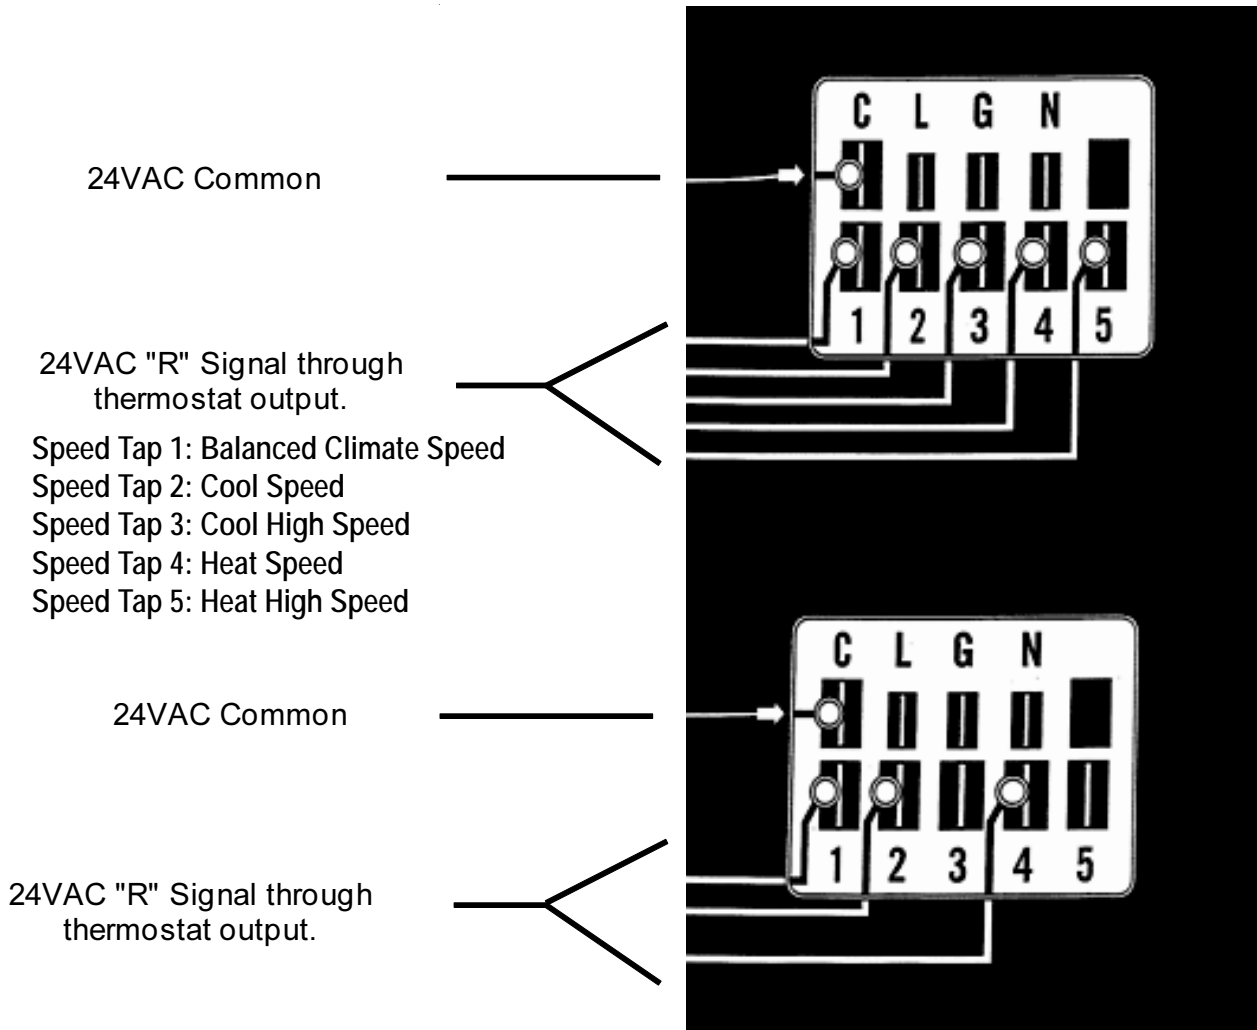 C L G N
24VAC Common
1 2 3 4 5
24VAC "R" Signal through
thermostat output.
Speed Tap 1: Balanced Climate Speed
Speed Tap 2: Cool Speed
Speed Tap 3: Cool High Speed
Speed Tap 4: Heat Speed
Speed Tap 5: Heat High Speed
C L G N
24VAC Common
1 2 3 4 5
24VAC "R" Signal through
thermostat output.